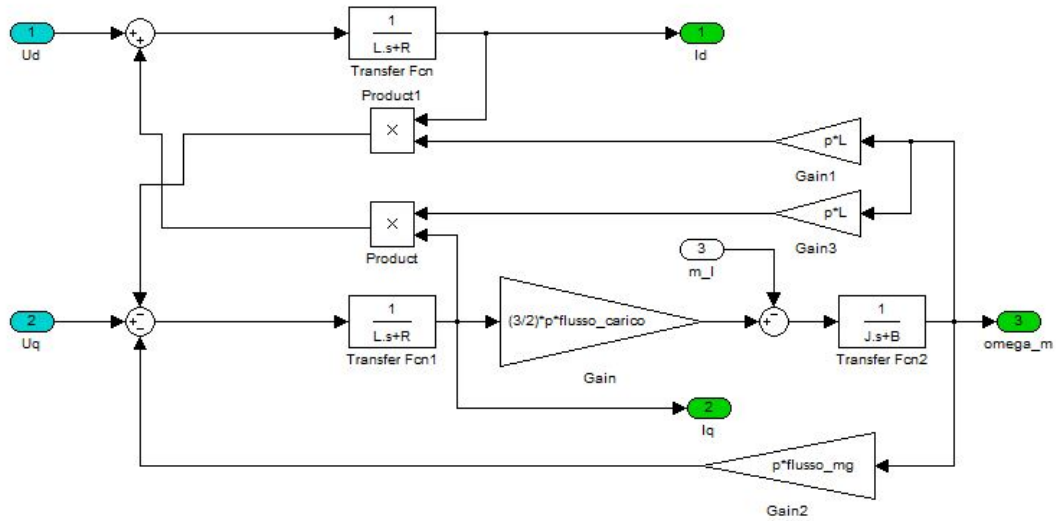 1
Ud
+
+
1
L.s+R
Transfer Fcn
1
Id
Product1
×
p*L
Gain1
×
Product
p*L
Gain3
3
m_l
2
Uq
+
−
−
1
L.s+R
Transfer Fcn1
(3/2)*p*flusso_carico
Gain
+
−
1
J.s+B
Transfer Fcn2
3
omega_m
2
Iq
p*flusso_mg
Gain2